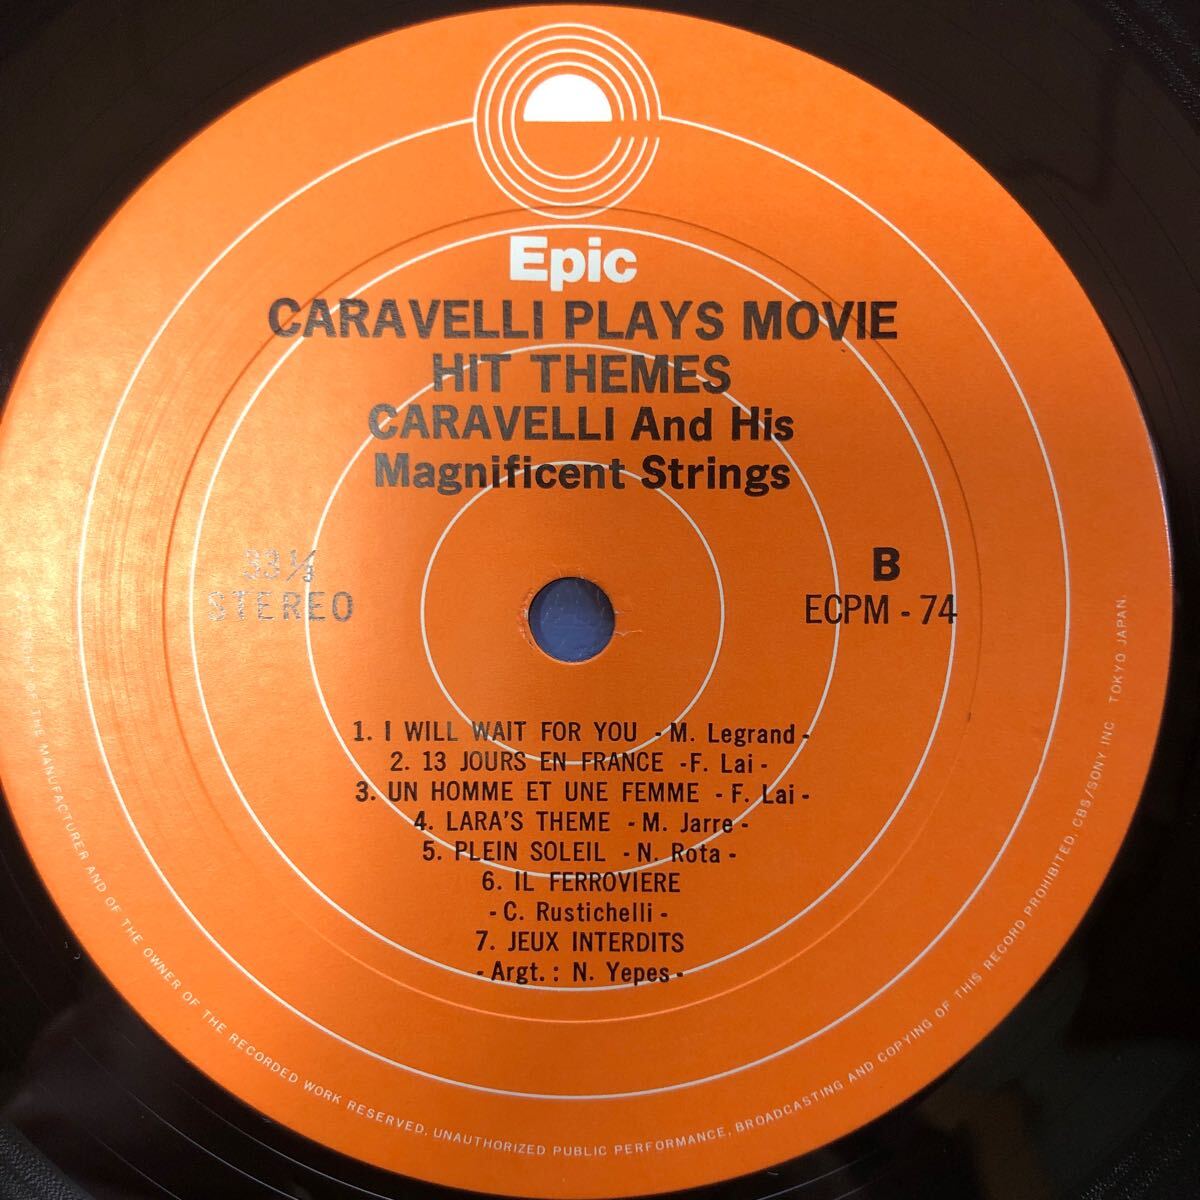 Epic
CARAVELLI PLAYS MOVIE
HIT THEMES
CARAVELLI And His
Magnificent Strings
33⅓
STEREO
B
ECPM - 74
1. I WILL WAIT FOR YOU - M. Legrand -
2. 13 JOURS EN FRANCE - F. Lai -
3. UN HOMME ET UNE FEMME - F. Lai -
4. LARA'S THEME - M. Jarre -
5. PLEIN SOLEIL - N. Rota -
6. IL FERROVIERE
- C. Rustichelli -
7. JEUX INTERDITS
- Argt. : N. Yepes -
OF THE MANUFACTURER AND OF THE OWNER OF THE RECORDED WORK RESERVED. UNAUTHORIZED PUBLIC PERFORMANCE, BROADCASTING AND COPYING OF THIS RECORD PROHIBITED. CBS/SONY INC. TOKYO JAPAN.